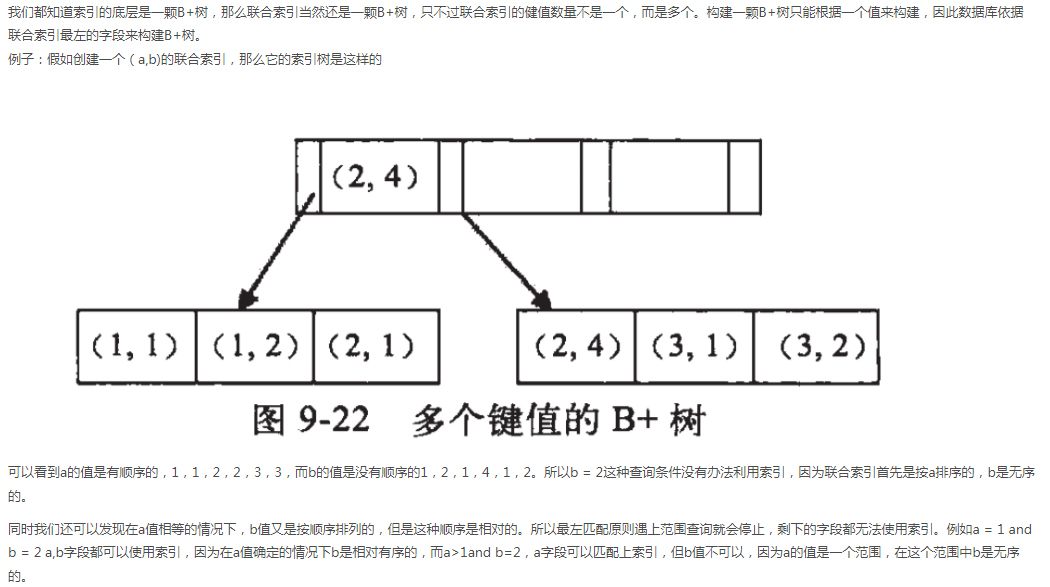 我们都知道索引的底层是一颗B+树，那么联合索引当然还是一颗B+树，只不过联合索引的健值数量不是一个，而是多个。构建一颗B+树只能根据一个值来构建，因此数据库依据
联合索引最左的字段来构建B+树。
例子：假如创建一个（a,b)的联合索引，那么它的索引树是这样的
（2, 4）
（1, 1） （1, 2） （2, 1） （2, 4） （3, 1） （3, 2）
图 9-22 多个键值的 B+ 树
可以看到a的值是有顺序的，1，1，2，2，3，3，而b的值是没有顺序的1，2，1，4，1，2。所以b = 2这种查询条件没有办法利用索引，因为联合索引首先是按a排序的，b是无序
的。
同时我们还可以发现在a值相等的情况下，b值又是按顺序排列的，但是这种顺序是相对的。所以最左匹配原则遇上范围查询就会停止，剩下的字段都无法使用索引。例如a = 1 and
b = 2 a,b字段都可以使用索引，因为在a值确定的情况下b是相对有序的，而a>1and b=2，a字段可以匹配上索引，但b值不可以，因为a的值是一个范围，在这个范围中b是无序
的。